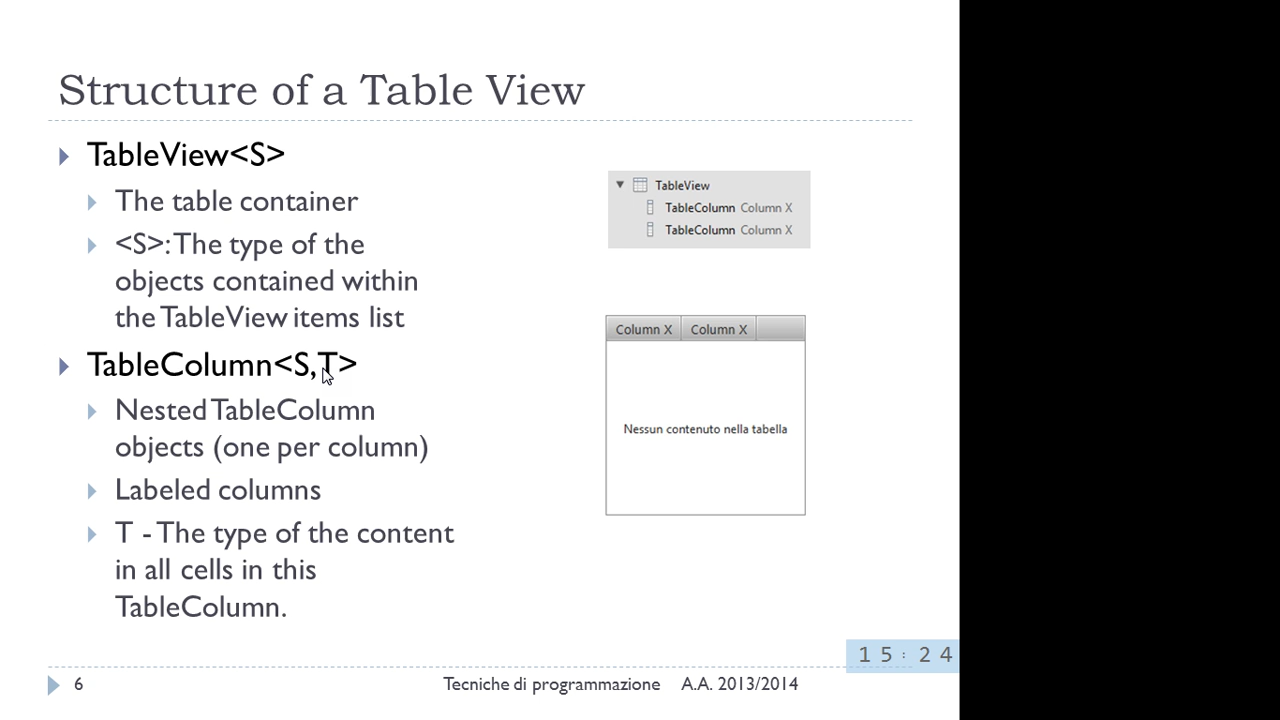 Structure of a Table View
TableView<S>
The table container
<S>: The type of the
objects contained within
the TableView items list
TableColumn<S,T>
Nested TableColumn
objects (one per column)
Labeled columns
T - The type of the content
in all cells in this
TableColumn.
TableView
TableColumn Column X
TableColumn Column X
Column X Column X
Nessun contenuto nella tabella
15:24
6 Tecniche di programmazione A.A. 2013/2014